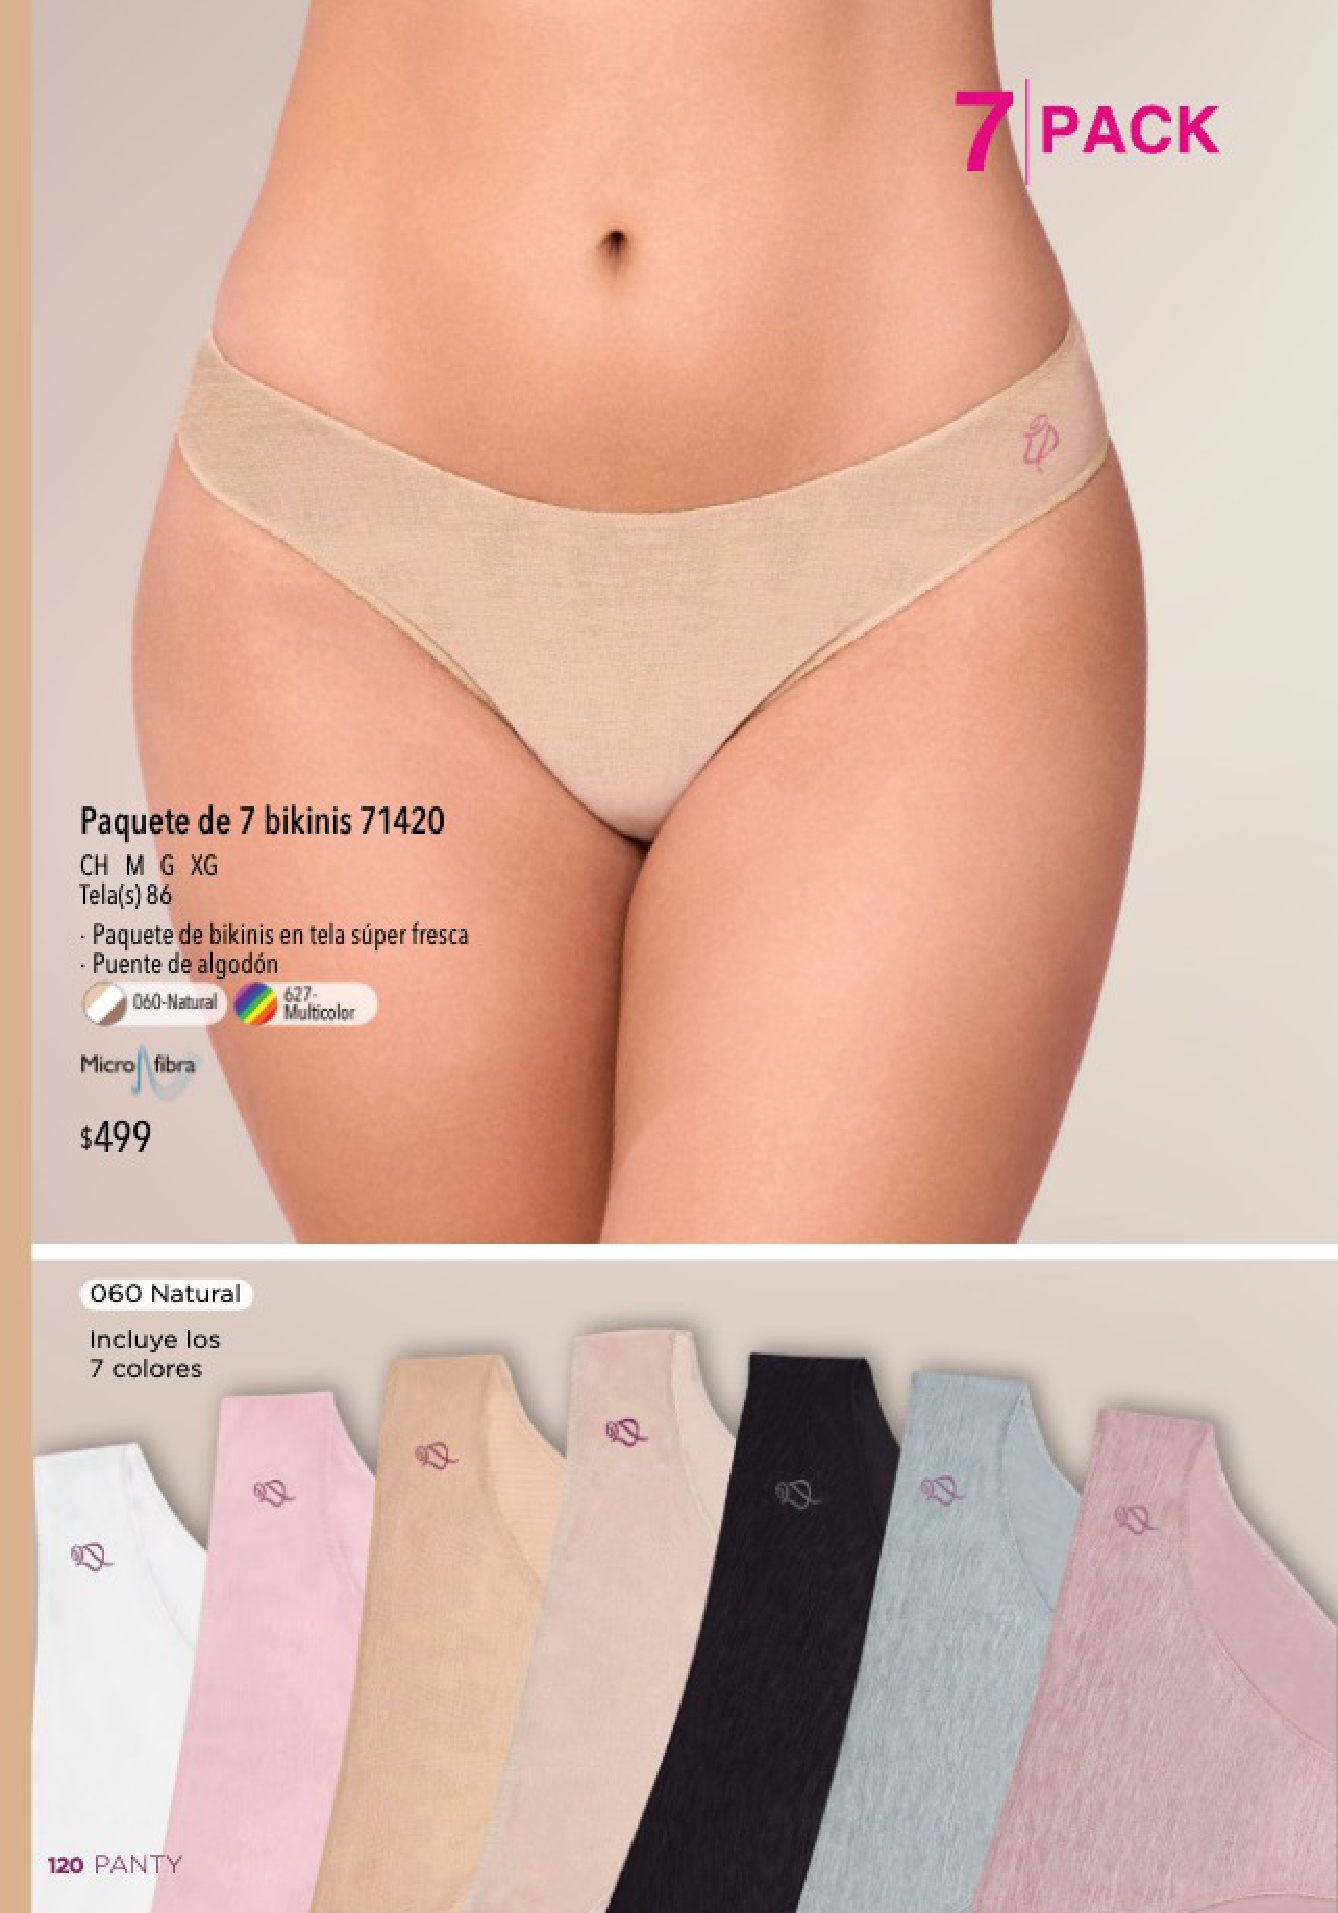 7 PACK
Paquete de 7 bikinis 71420
CH M G XG
Tela(s) 86
· Paquete de bikinis en tela súper fresca
· Puente de algodón
060-Natural
627-
Multicolor
Micro fibra
$499
060 Natural
Incluye los
7 colores
120 PANTY